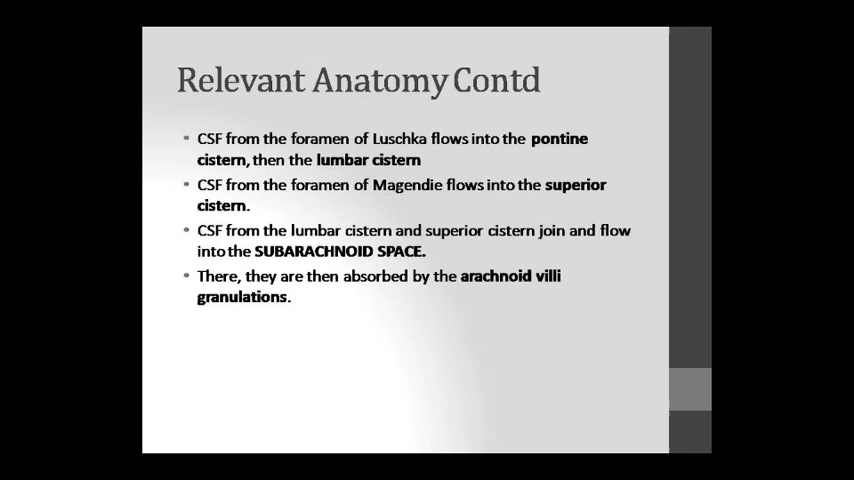 Relevant Anatomy Contd
• CSF from the foramen of Luschka flows into the pontine
cistern, then the lumbar cistern
• CSF from the foramen of Magendie flows into the superior
cistern.
• CSF from the lumbar cistern and superior cistern join and flow
into the SUBARACHNOID SPACE.
• There, they are then absorbed by the arachnoid villi
granulations.